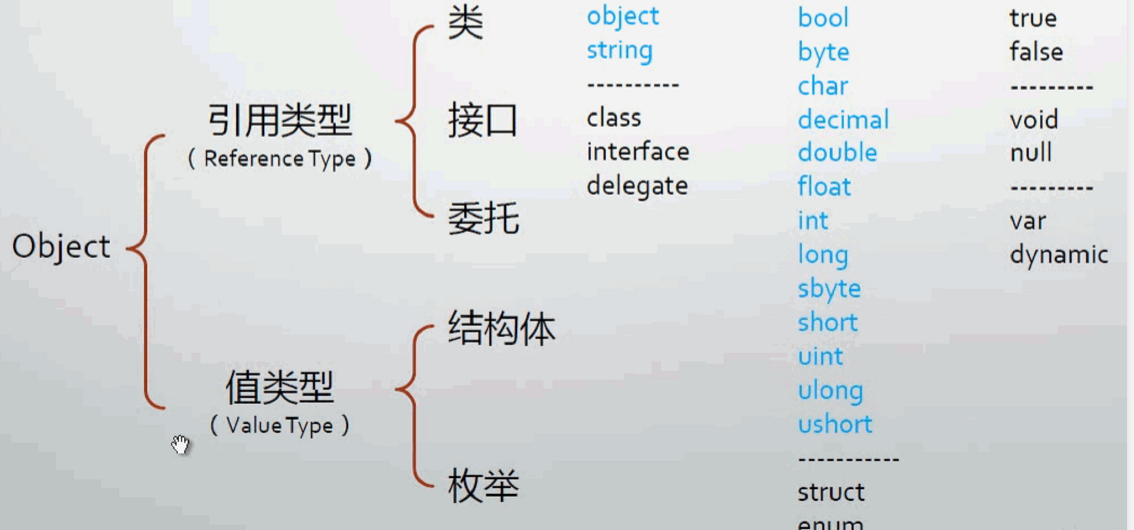 Object
引用类型
( Reference Type )
值类型
( Value Type )
类
接口
委托
结构体
枚举
object
string
----------
class
interface
delegate
bool
byte
char
decimal
double
float
int
long
sbyte
short
uint
ulong
ushort
-----------
struct
enum
true
false
---------
void
null
---------
var
dynamic